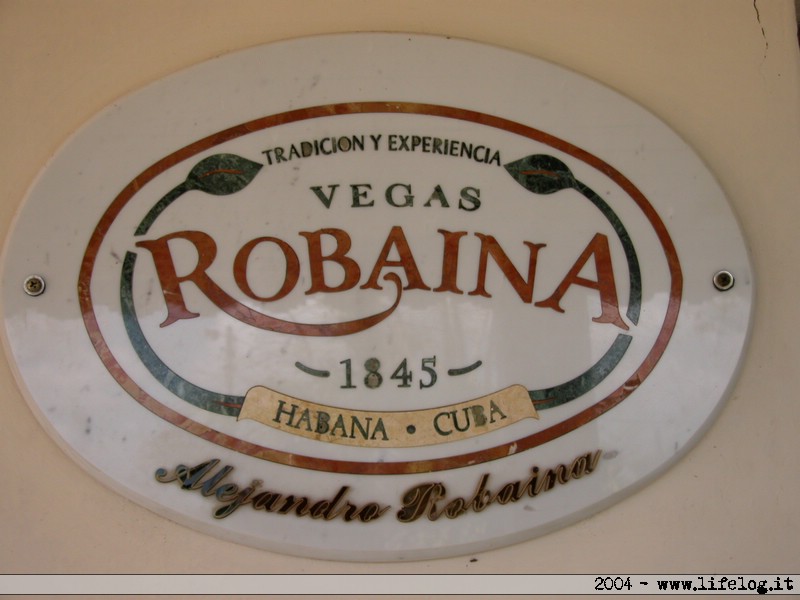 TRADICION Y EXPERIENCIA
VEGAS
ROBAINA
-1845-
HABANA • CUBA
Alejandro Robaina
2004 - www.lifelog.it